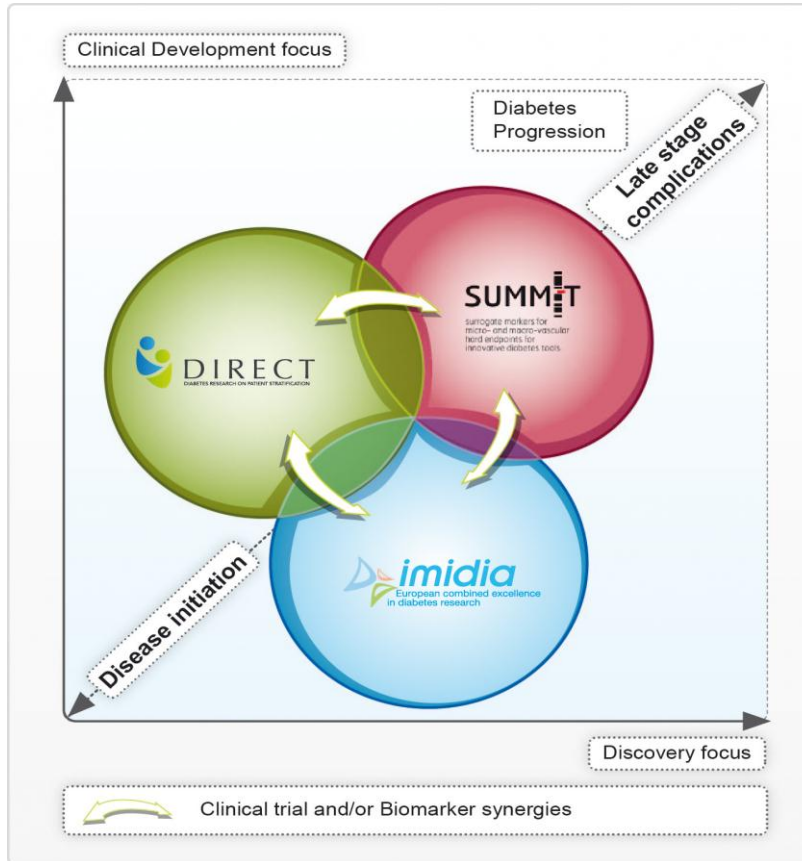 Clinical Development focus
Diabetes
Progression
Late stage
complications
SUMMIT
surrogate markers for
micro- and macro-vascular
hard endpoints for
innovative diabetes tools
DIRECT
DIABETES RESEARCH ON PATIENT STRATIFICATION
imidia
European combined excellence
in diabetes research
Disease initiation
Discovery focus
Clinical trial and/or Biomarker synergies